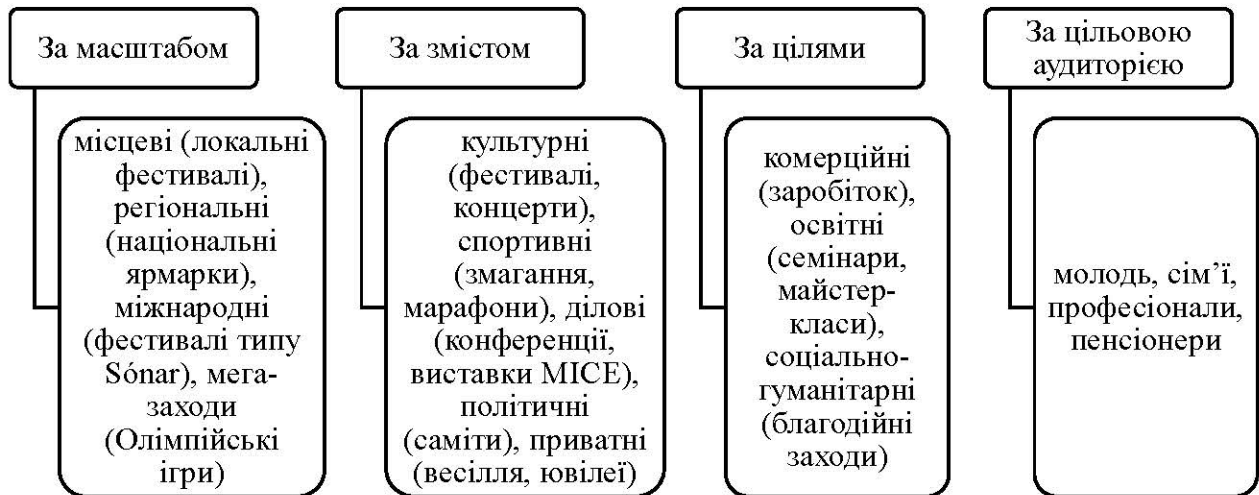 За масштабом
місцеві (локальні
фестивалі),
регіональні
(національні
ярмарки),
міжнародні
(фестивалі типу
Sónar), мега-
заходи
(Олімпійські
ігри)
За змістом
культурні
(фестивалі,
концерти),
спортивні
(змагання,
марафони), ділові
(конференції,
виставки MICE),
політичні
(саміти), приватні
(весілля, ювілеї)
За цілями
комерційні
(заробіток),
освітні
(семінари,
майстер-
класи),
соціально-
гуманітарні
(благодійні
заходи)
За цільовою
аудиторією
молодь, сім’ї,
професіонали,
пенсіонери